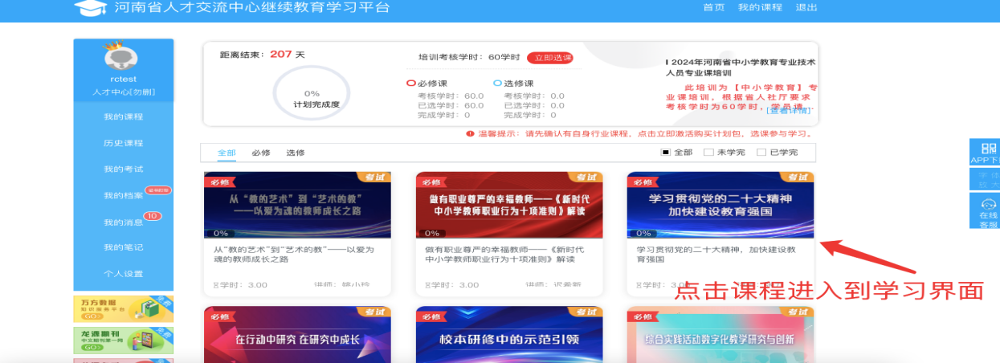 河南省人才交流中心继续教育学习平台
首页 我的课程 退出
rctest
人才中心[勿删]
我的课程
历史课程
我的考试
我的档案
我的消息 10
我的笔记
个人设置
万方数据
知识服务平台
GO>
免费
龙源期刊
中文期刊第一网
GO>
免费
距离结束: 207 天
0%
计划完成度
培训考核学时: 60学时 立即选课
必修课
考核学时: 60.0
已选学时: 60.0
完成学时: 0
选修课
考核学时: 0.0
已选学时: 0.0
完成学时: 0
2024年河南省中小学教育专业技术
人员专业课培训
此培训为【中小学教育】专
业课培训，根据省人社厅要求
考核学时为60学时，学员请...
[查看详情]
温馨提示: 请先确认有自身行业课程，点击立即激活购买计划包，选课参与学习。
全部 必修 选修
全部 未学完 已学完
必修 考试
从“教的艺术”到“艺术的教”
——以爱为魂的教师成长之路
0%
从“教的艺术”到“艺术的教”——以爱为
魂的教师成长之路
学时: 3.00
必修 考试
做有职业尊严的幸福教师——《新时代
中小学教师职业行为十项准则》解读
0%
做有职业尊严的幸福教师——《新时代
中小学教师职业行为十项准则》解读
学时: 3.00
必修 考试
学习贯彻党的二十大精神
加快建设教育强国
0%
学习贯彻党的二十大精神，加快建设教
育强国
学时: 3.00
点击课程进入到学习界面
必修 考试
在行动中研究 在研究中成长
必修 考试
校本研修中的示范引领
必修 考试
综合实践活动数字化教学研究与创新
APP下
字体
放大
在线
客服